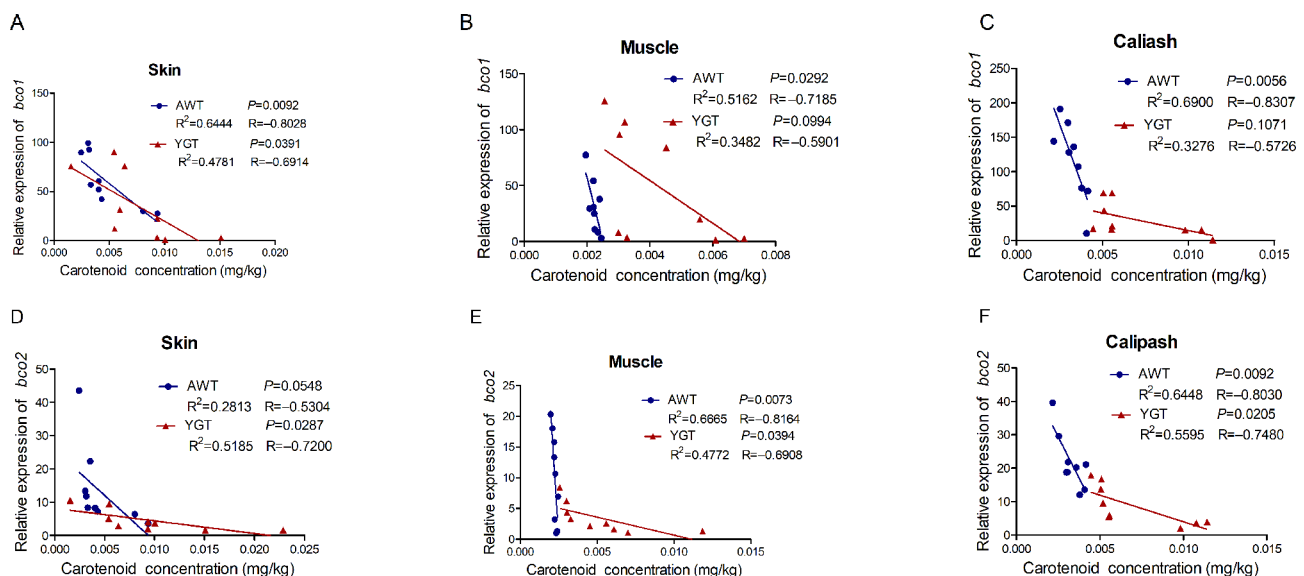 A
Skin
AWT P=0.0092
R²=0.6444 R=−0.8028
YGT P=0.0391
R²=0.4781 R=−0.6914
Relative expression of bco1
150
100
50
0
0.000 0.005 0.010 0.015 0.020
Carotenoid concentration (mg/kg)
B
Muscle
AWT P=0.0292
R²=0.5162 R=−0.7185
YGT P=0.0994
R²=0.3482 R=−0.5901
Relative expression of bco1
150
100
50
0
0.000 0.002 0.004 0.006 0.008
Carotenoid concentration (mg/kg)
C
Caliash
AWT P=0.0056
R²=0.6900 R=−0.8307
YGT P=0.1071
R²=0.3276 R=−0.5726
Relative expression of bco1
250
200
150
100
50
0
0.000 0.005 0.010 0.015
Carotenoid concentration (mg/kg)
D
Skin
AWT P=0.0548
R²=0.2813 R=−0.5304
YGT P=0.0287
R²=0.5185 R=−0.7200
Relative expression of bco2
50
40
30
20
10
0
0.000 0.005 0.010 0.015 0.020 0.025
Carotenoid concentration (mg/kg)
E
Muscle
AWT P=0.0073
R²=0.6665 R=−0.8164
YGT P=0.0394
R²=0.4772 R=−0.6908
Relative expression of bco2
25
20
15
10
5
0
0.000 0.005 0.010 0.015
Carotenoid concentration (mg/kg)
F
Calipash
AWT P=0.0092
R²=0.6448 R=−0.8030
YGT P=0.0205
R²=0.5595 R=−0.7480
Relative expression of bco2
50
40
30
20
10
0
0.000 0.005 0.010 0.015
Carotenoid concentration (mg/kg)